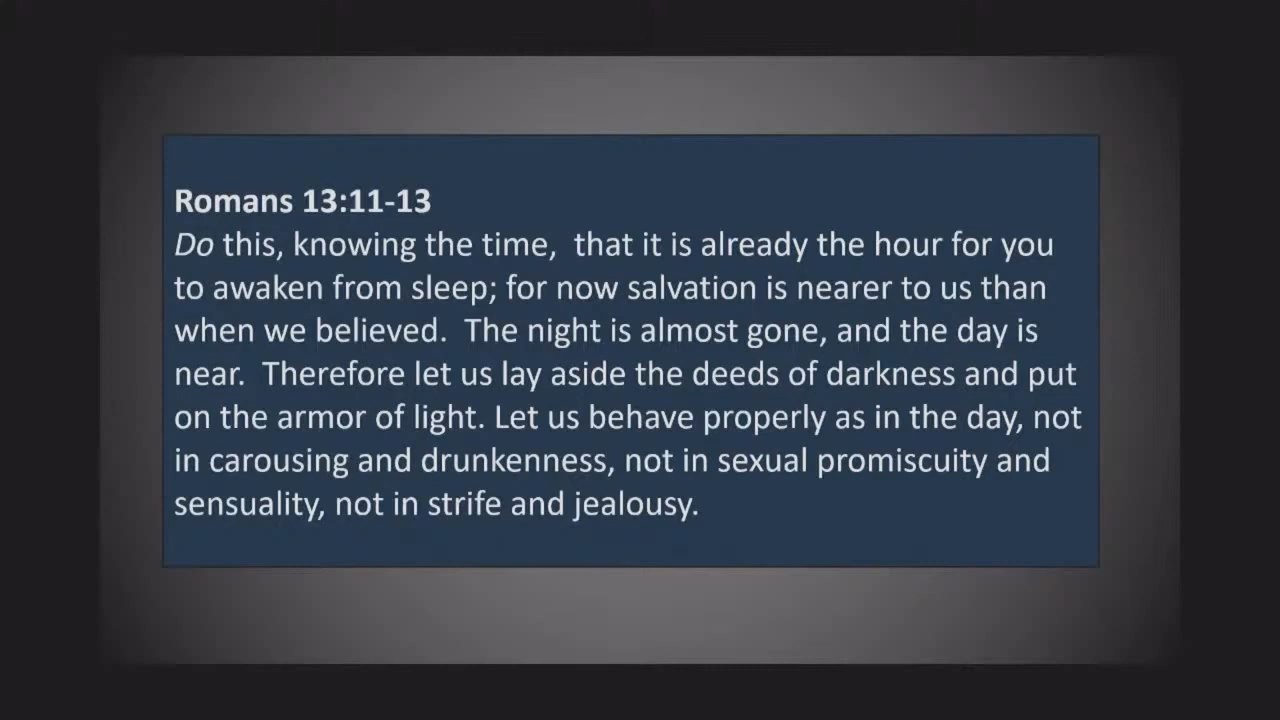 Romans 13:11-13
Do this, knowing the time,  that it is already the hour for you
to awaken from sleep; for now salvation is nearer to us than
when we believed.  The night is almost gone, and the day is
near.  Therefore let us lay aside the deeds of darkness and put
on the armor of light. Let us behave properly as in the day, not
in carousing and drunkenness, not in sexual promiscuity and
sensuality, not in strife and jealousy.